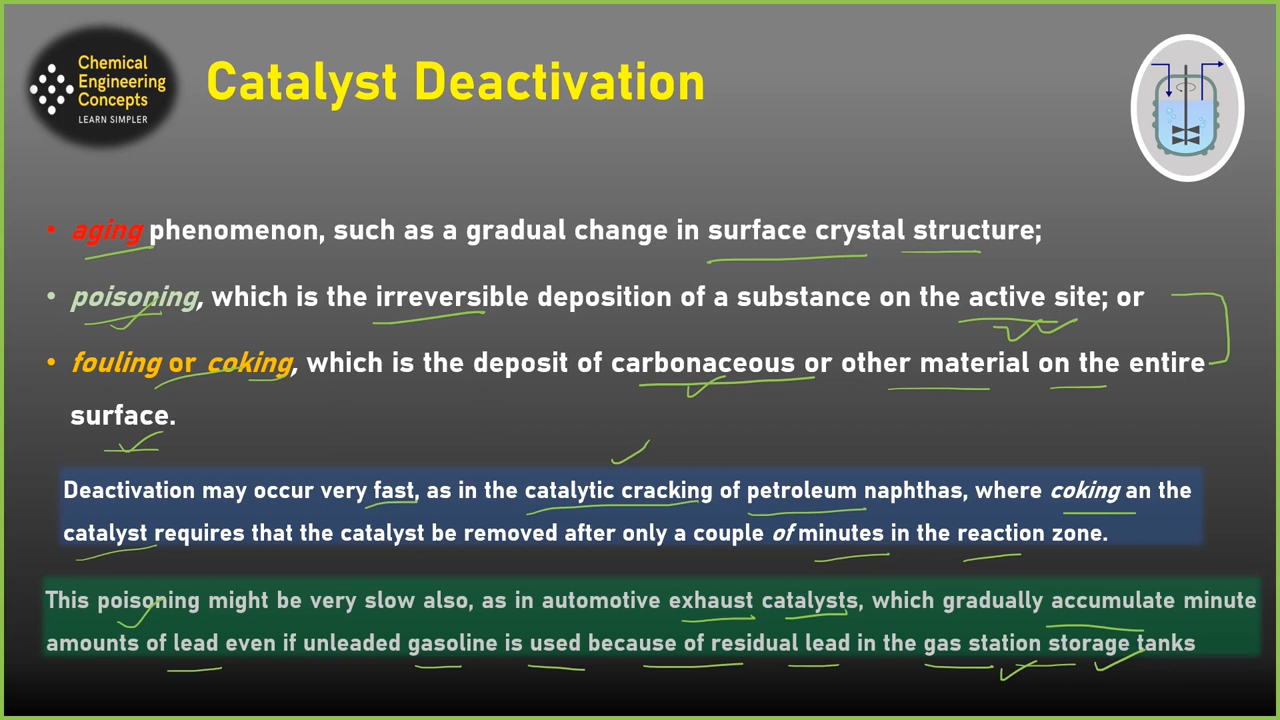 Chemical
Engineering
Concepts
LEARN SIMPLER
Catalyst Deactivation
• aging phenomenon, such as a gradual change in surface crystal structure;
• poisoning, which is the irreversible deposition of a substance on the active site; or
• fouling or coking, which is the deposit of carbonaceous or other material on the entire
surface.
Deactivation may occur very fast, as in the catalytic cracking of petroleum naphthas, where coking an the
catalyst requires that the catalyst be removed after only a couple of minutes in the reaction zone.
This poisoning might be very slow also, as in automotive exhaust catalysts, which gradually accumulate minute
amounts of lead even if unleaded gasoline is used because of residual lead in the gas station storage tanks